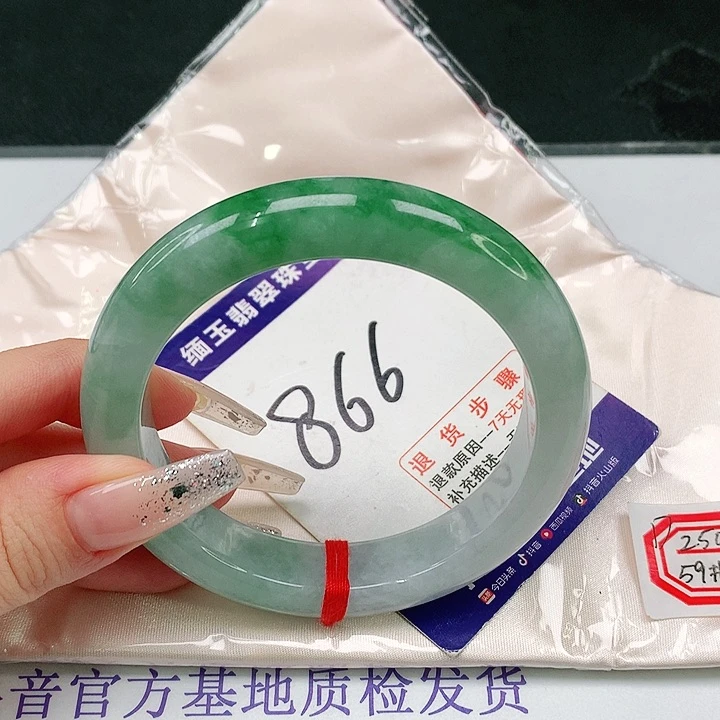 缅玉翡翠珠
866
退货步骤
退款原因—7天无
补充描述—
今日头条 抖音 西瓜视频 抖音火山版
250
59
音官方基地质检发货